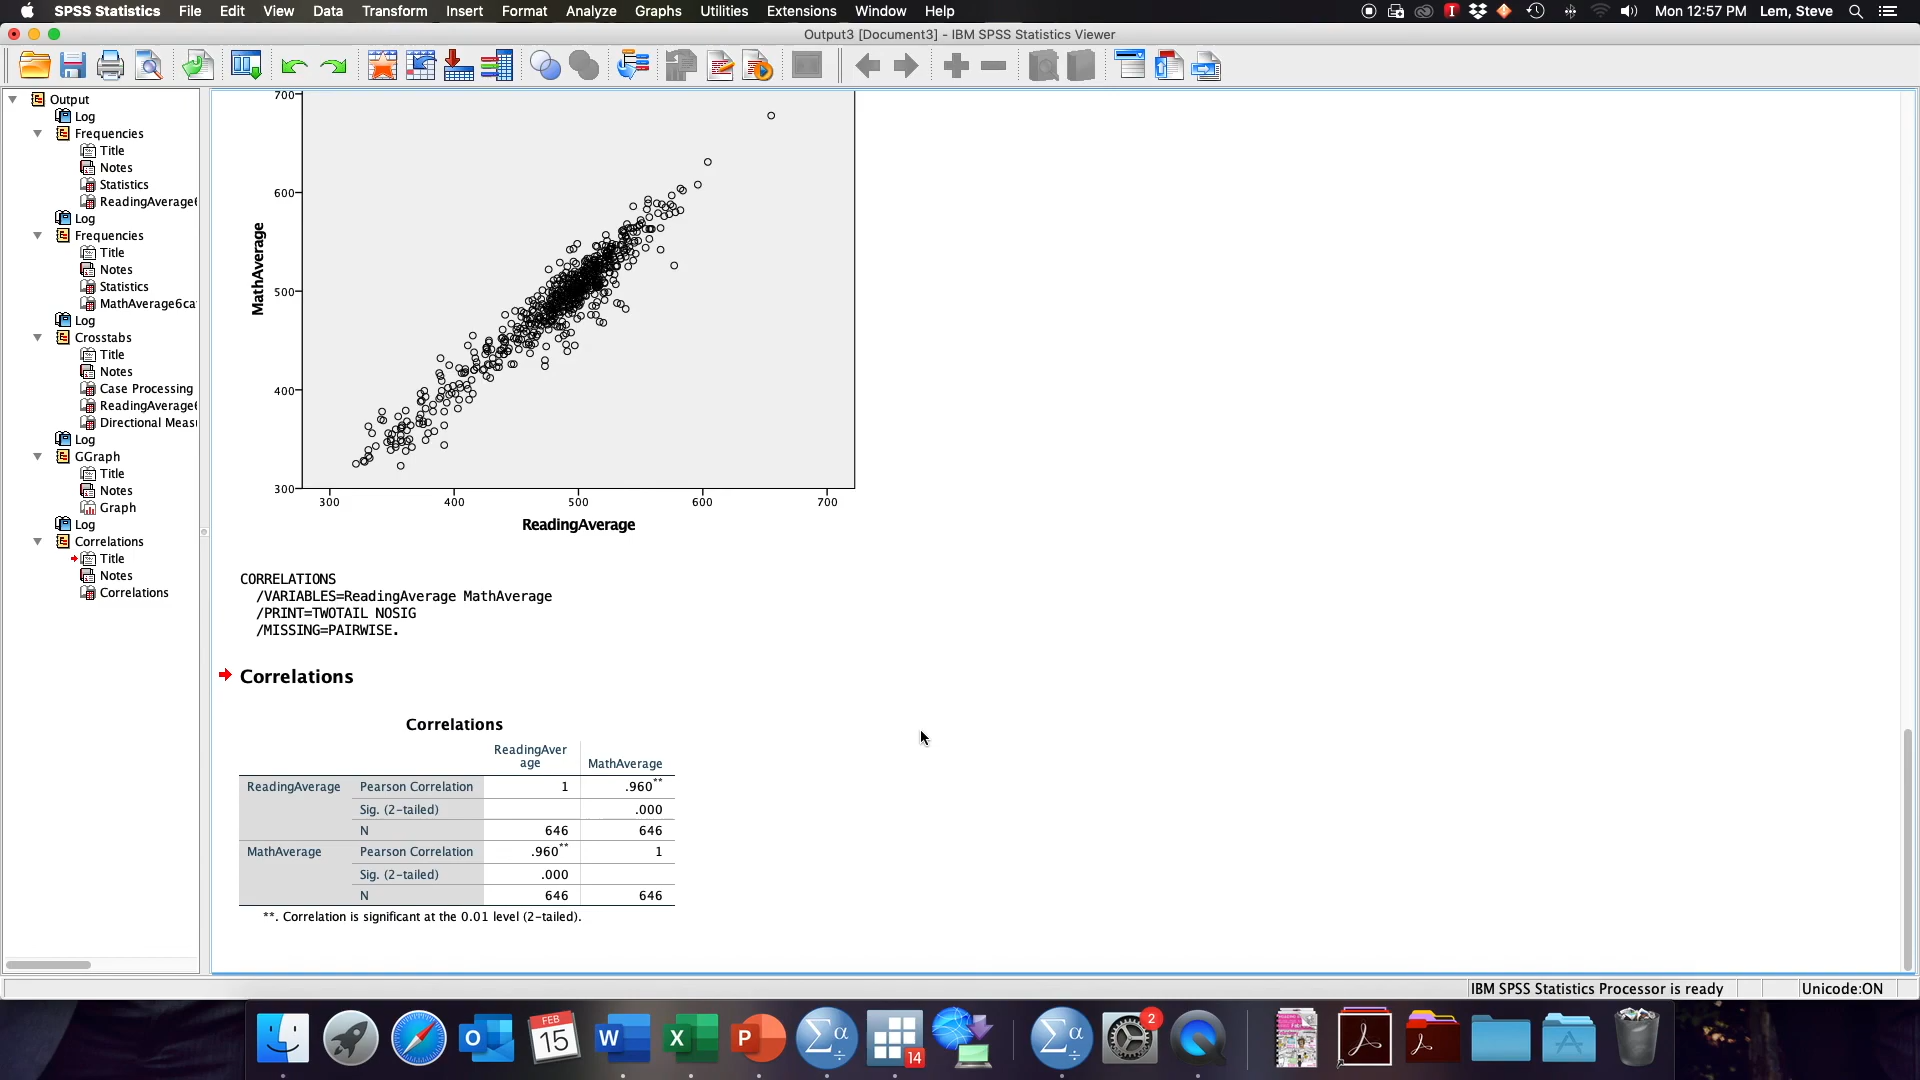 SPSS Statistics File Edit View Data Transform Insert Format Analyze Graphs Utilities Extensions Window Help Mon 12:57 PM Lem, Steve
Output3 [Document3] - IBM SPSS Statistics Viewer
Output
Log
Frequencies
Title
Notes
Statistics
ReadingAverage6
Log
Frequencies
Title
Notes
Statistics
MathAverage6ca
Log
Crosstabs
Title
Notes
Case Processing
ReadingAverage6
Directional Meas
Log
GGraph
Title
Notes
Graph
Log
Correlations
Title
Notes
Correlations
700
600
500
400
300
MathAverage
300 400 500 600 700
ReadingAverage
CORRELATIONS
/VARIABLES=ReadingAverage MathAverage
/PRINT=TWOTAIL NOSIG
/MISSING=PAIRWISE.
Correlations
Correlations
ReadingAver
age MathAverage
ReadingAverage Pearson Correlation 1 .960**
Sig. (2-tailed) .000
N 646 646
MathAverage Pearson Correlation .960** 1
Sig. (2-tailed) .000
N 646 646
**. Correlation is significant at the 0.01 level (2-tailed).
IBM SPSS Statistics Processor is ready Unicode:ON
FEB
15
W
X
P
Σα
÷
14
Σα
÷
2